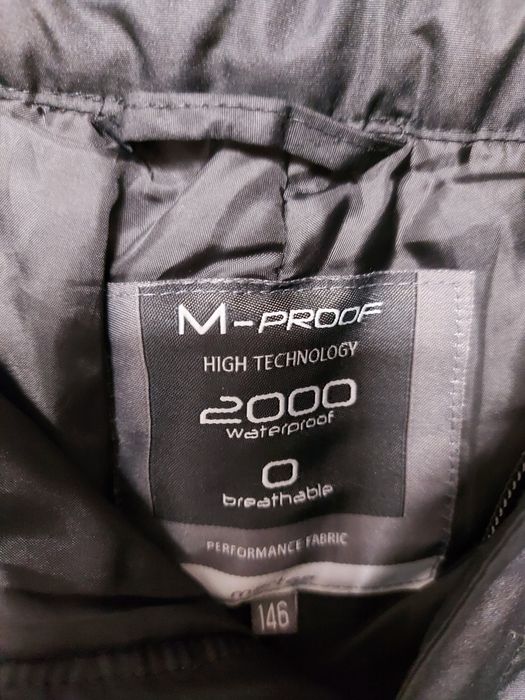 M-PROOF
HIGH TECHNOLOGY
2000
waterproof
0
breathable
PERFORMANCE FABRIC
146